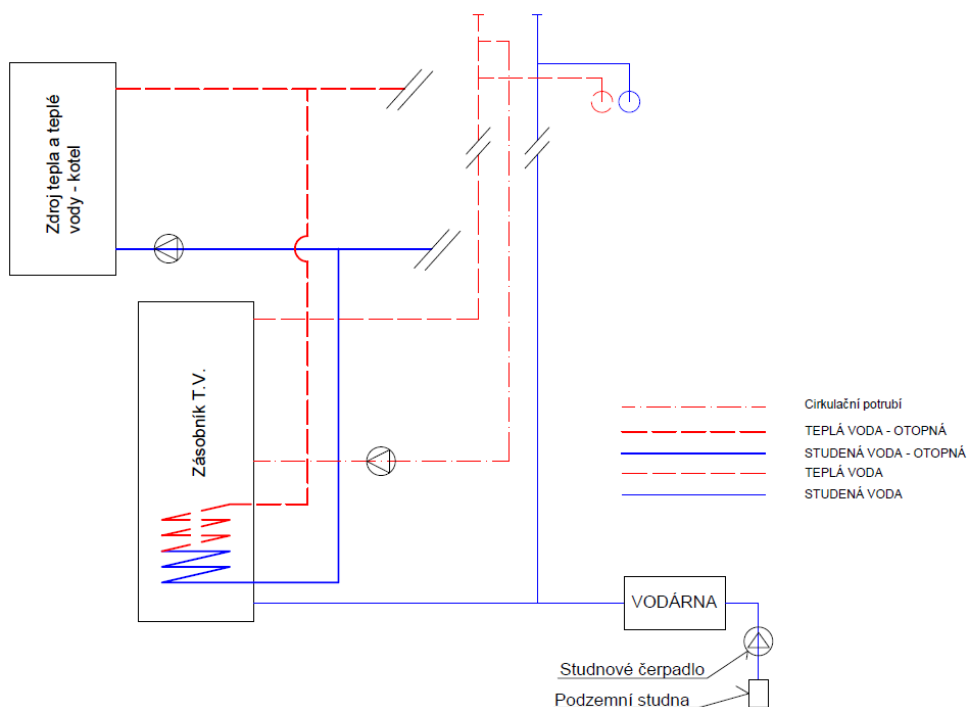 Zdroj tepla a teplé
vody - kotel
Zásobník T.V.
Cirkulační potrubí
TEPLÁ VODA - OTOPNÁ
STUDENÁ VODA - OTOPNÁ
TEPLÁ VODA
STUDENÁ VODA
VODÁRNA
Studnové čerpadlo
Podzemní studna